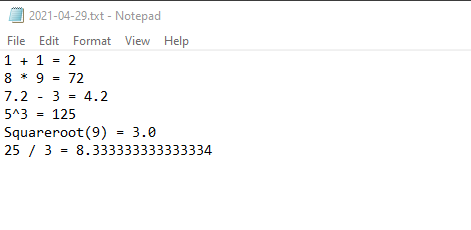 2021-04-29.txt - Notepad
File Edit Format View Help
1 + 1 = 2
8 * 9 = 72
7.2 - 3 = 4.2
5^3 = 125
Squareroot(9) = 3.0
25 / 3 = 8.333333333333334